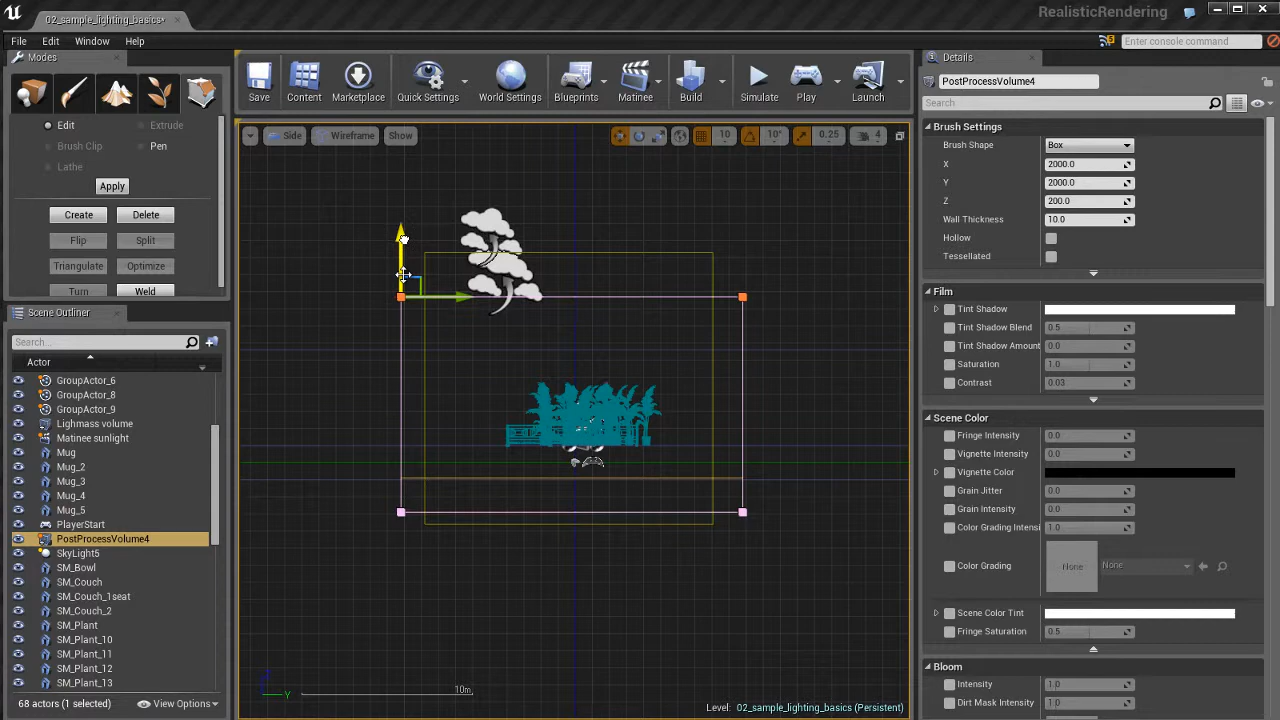 02_sample_lighting_basics*
RealisticRendering
File Edit Window Help
Enter console command
Modes
Edit Extrude
Brush Clip Pen
Lathe
Apply
Create Delete
Flip Split
Triangulate Optimize
Turn Weld
Scene Outliner
Search...
Actor
GroupActor_6
GroupActor_8
GroupActor_9
Lighmass volume
Matinee sunlight
Mug
Mug_2
Mug_3
Mug_4
Mug_5
PlayerStart
PostProcessVolume4
SkyLight5
SM_Bowl
SM_Couch
SM_Couch_1seat
SM_Couch_2
SM_Plant
SM_Plant_10
SM_Plant_11
SM_Plant_12
SM_Plant_13
68 actors (1 selected) View Options
Save Content Marketplace Quick Settings World Settings Blueprints Matinee Build Simulate Play Launch
Side Wireframe Show 10 10° 0.25 4
Y 10m
Level: 02_sample_lighting_basics (Persistent)
Details
PostProcessVolume4
Search
Brush Settings
Brush Shape Box
X 2000.0
Y 2000.0
Z 200.0
Wall Thickness 10.0
Hollow
Tessellated
Film
Tint Shadow
Tint Shadow Blend 0.5
Tint Shadow Amount 0.0
Saturation 1.0
Contrast 0.03
Scene Color
Fringe Intensity 0.0
Vignette Intensity 0.0
Vignette Color
Grain Jitter 0.0
Grain Intensity 0.0
Color Grading Intensi 1.0
Color Grading None None
Scene Color Tint
Fringe Saturation 0.5
Bloom
Intensity 1.0
Dirt Mask Intensity 1.0